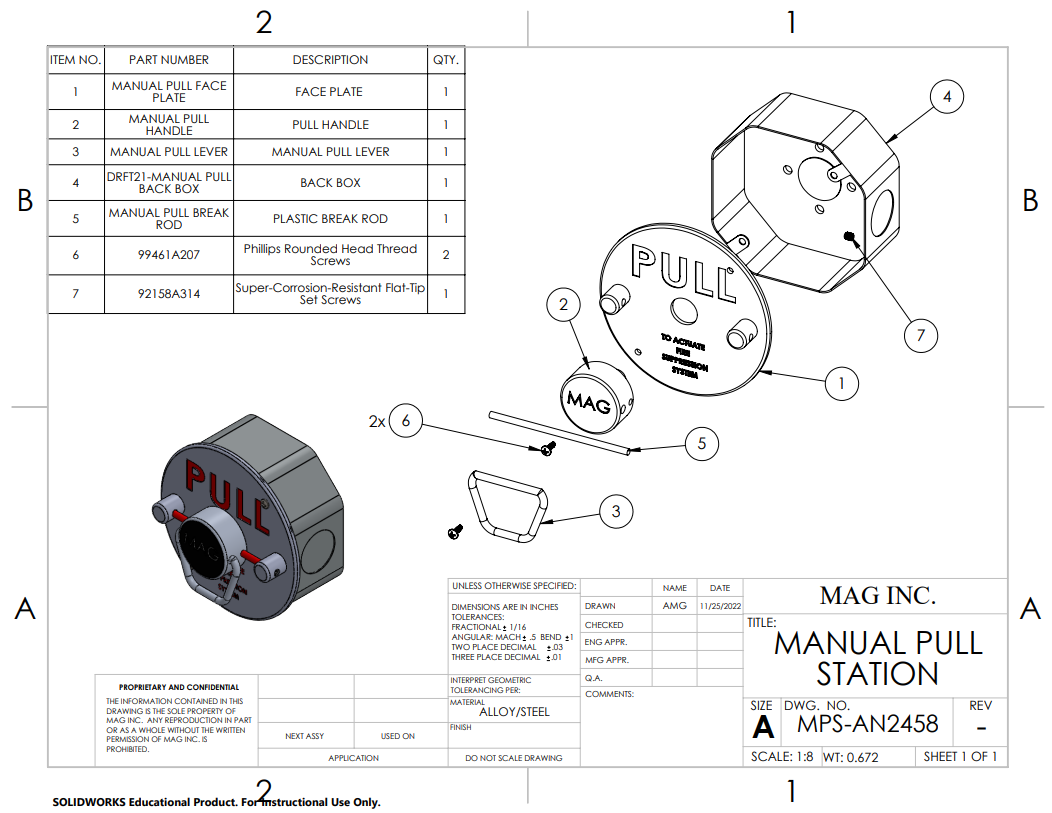 2 1
ITEM NO. PART NUMBER DESCRIPTION QTY.
1 MANUAL PULL FACE PLATE FACE PLATE 1
2 MANUAL PULL HANDLE PULL HANDLE 1
3 MANUAL PULL LEVER MANUAL PULL LEVER 1
4 DRFT21-MANUAL PULL BACK BOX BACK BOX 1
5 MANUAL PULL BREAK ROD PLASTIC BREAK ROD 1
6 99461A207 Phillips Rounded Head Thread Screws 2
7 92158A314 Super-Corrosion-Resistant Flat-Tip Set Screws 1
B B
4
PULL
TO ACTUATE
FIRE
SUPPRESSION
SYSTEM
2
7
1
MAG
2x 6
5
3
PULL
MAG
A A
UNLESS OTHERWISE SPECIFIED:
DIMENSIONS ARE IN INCHES
TOLERANCES:
FRACTIONAL ± 1/16
ANGULAR: MACH ± .5 BEND ±1
TWO PLACE DECIMAL ±.03
THREE PLACE DECIMAL ±.01
INTERPRET GEOMETRIC
TOLERANCING PER:
MATERIAL
ALLOY/STEEL
FINISH
DO NOT SCALE DRAWING
NAME DATE
DRAWN AMG 11/25/2022
CHECKED
ENG APPR.
MFG APPR.
Q.A.
COMMENTS:
MAG INC.
TITLE:
MANUAL PULL
STATION
SIZE DWG. NO. REV
A MPS-AN2458 -
SCALE: 1:8 WT: 0.672 SHEET 1 OF 1
PROPRIETARY AND CONFIDENTIAL
THE INFORMATION CONTAINED IN THIS
DRAWING IS THE SOLE PROPERTY OF
MAG INC. ANY REPRODUCTION IN PART
OR AS A WHOLE WITHOUT THE WRITTEN
PERMISSION OF MAG INC. IS
PROHIBITED.
NEXT ASSY USED ON
APPLICATION
2 1
SOLIDWORKS Educational Product. For Instructional Use Only.